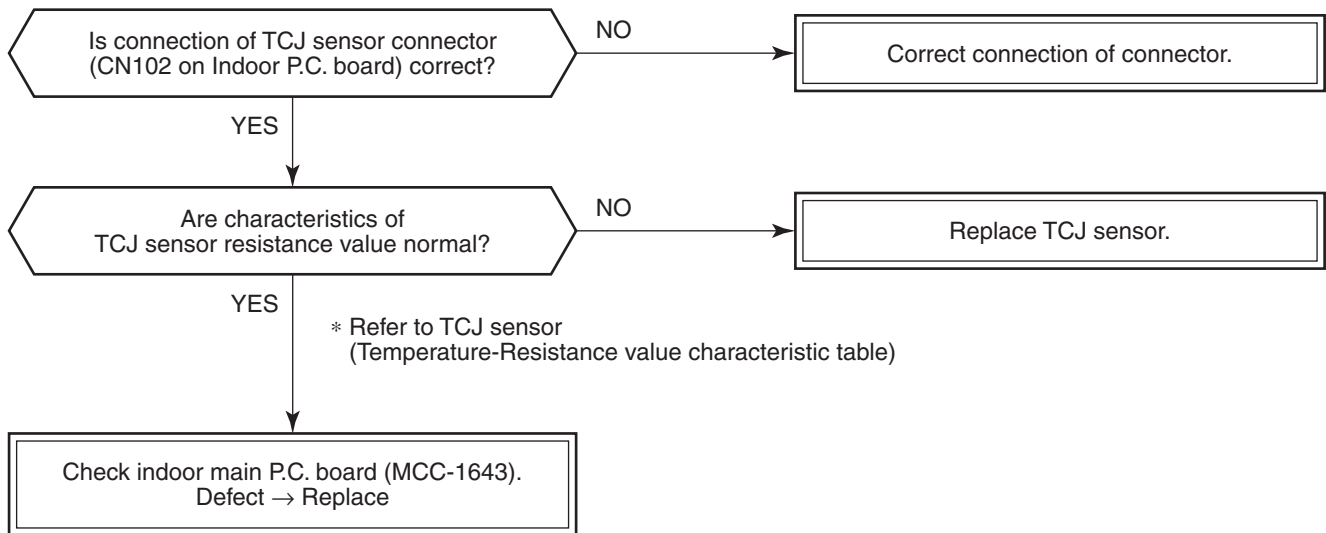 Is connection of TCJ sensor connector
(CN102 on Indoor P.C. board) correct?
NO
Correct connection of connector.
YES
Are characteristics of
TCJ sensor resistance value normal?
NO
Replace TCJ sensor.
YES
* Refer to TCJ sensor
(Temperature-Resistance value characteristic table)
Check indoor main P.C. board (MCC-1643).
Defect → Replace